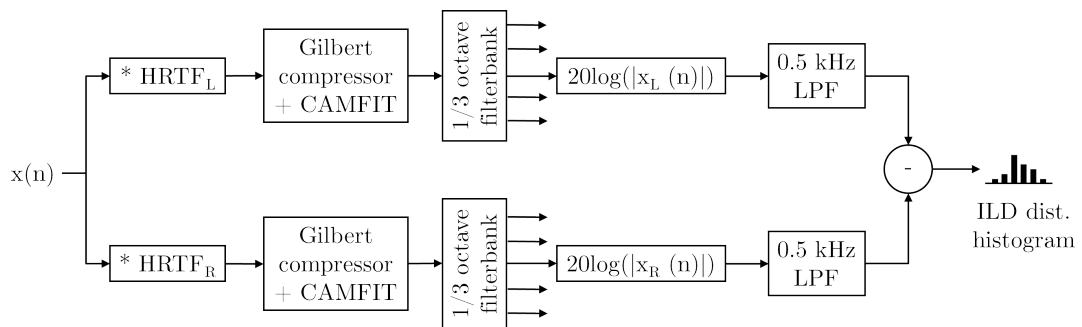 x(n)
* HRTF_L
Gilbert
compressor
+ CAMFIT
1/3 octave
filterbank
20log(|x_L (n)|)
0.5 kHz
LPF
* HRTF_R
Gilbert
compressor
+ CAMFIT
1/3 octave
filterbank
20log(|x_R (n)|)
0.5 kHz
LPF
-
ILD dist.
histogram